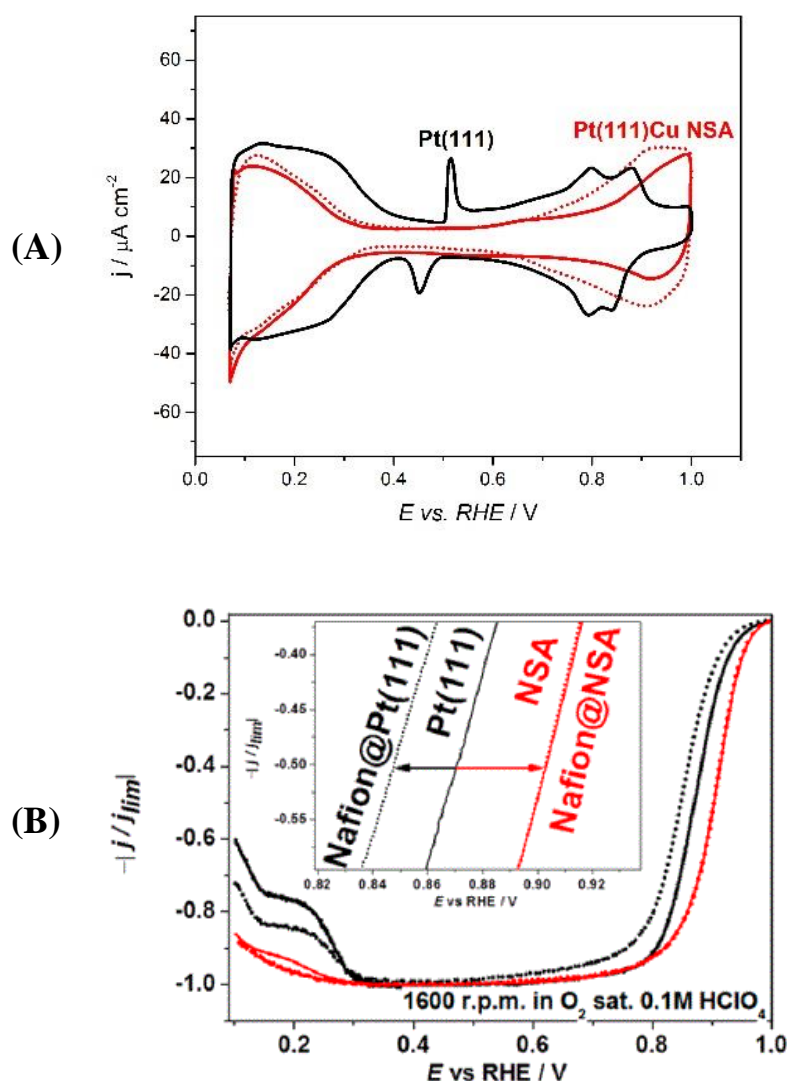 (A)
j / μA cm⁻²
60
40
20
0
-20
-40
-60
Pt(111)
Pt(111)Cu NSA
0.0 0.2 0.4 0.6 0.8 1.0
E vs. RHE / V
(B)
−| j / jlim|
0.0
-0.2
-0.4
-0.6
-0.8
-1.0
−| j / jlim|
-0.40
-0.45
-0.50
-0.55
Nafion@Pt(111)
Pt(111)
NSA
Nafion@NSA
0.82 0.84 0.86 0.88 0.90 0.92
E vs RHE / V
1600 r.p.m. in O₂ sat. 0.1M HClO₄
0.2 0.4 0.6 0.8 1.0
E vs RHE / V